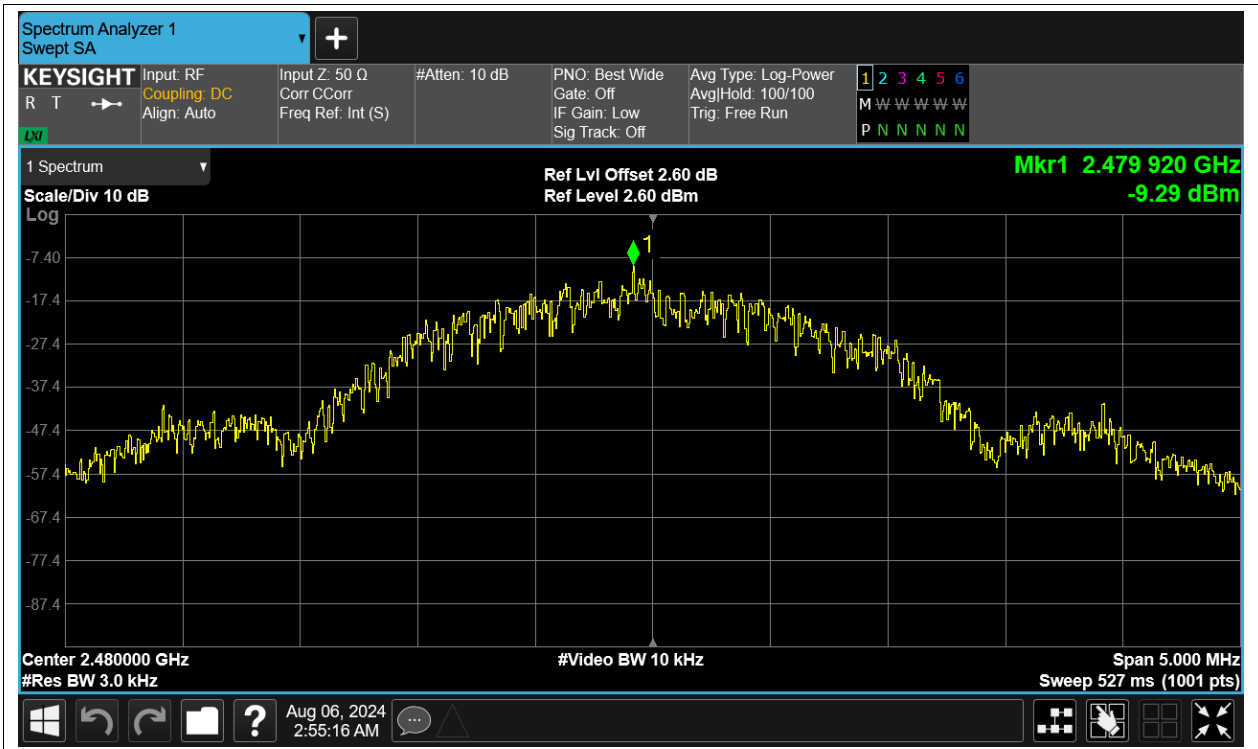 Spectrum Analyzer 1
Swept SA
KEYSIGHT
R T
LXI
Input: RF
Coupling: DC
Align: Auto
Input Z: 50 Ω
Corr CCorr
Freq Ref: Int (S)
#Atten: 10 dB
PNO: Best Wide
Gate: Off
IF Gain: Low
Sig Track: Off
Avg Type: Log-Power
Avg|Hold: 100/100
Trig: Free Run
1 2 3 4 5 6
M W W W W W
P N N N N N
1 Spectrum
Scale/Div 10 dB
Log
Ref Lvl Offset 2.60 dB
Ref Level 2.60 dBm
Mkr1 2.479 920 GHz
-9.29 dBm
1
-7.40
-17.4
-27.4
-37.4
-47.4
-57.4
-67.4
-77.4
-87.4
Center 2.480000 GHz
#Video BW 10 kHz
Span 5.000 MHz
#Res BW 3.0 kHz
Sweep 527 ms (1001 pts)
?
Aug 06, 2024
2:55:16 AM